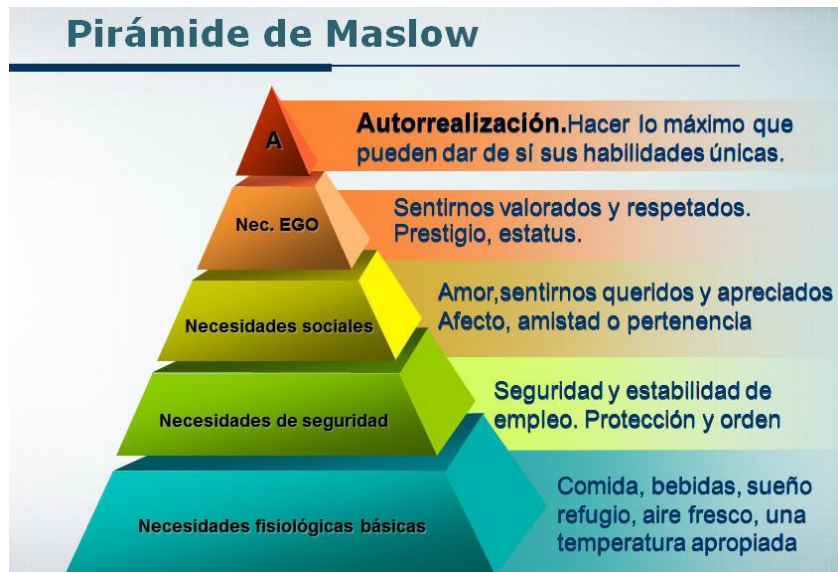 Pirámide de Maslow
A
Autorrealización.Hacer lo máximo que
pueden dar de sí sus habilidades únicas.
Nec. EGO
Sentirnos valorados y respetados.
Prestigio, estatus.
Necesidades sociales
Amor,sentirnos queridos y apreciados
Afecto, amistad o pertenencia
Necesidades de seguridad
Seguridad y estabilidad de
empleo. Protección y orden
Necesidades fisiológicas básicas
Comida, bebidas, sueño
refugio, aire fresco, una
temperatura apropiada